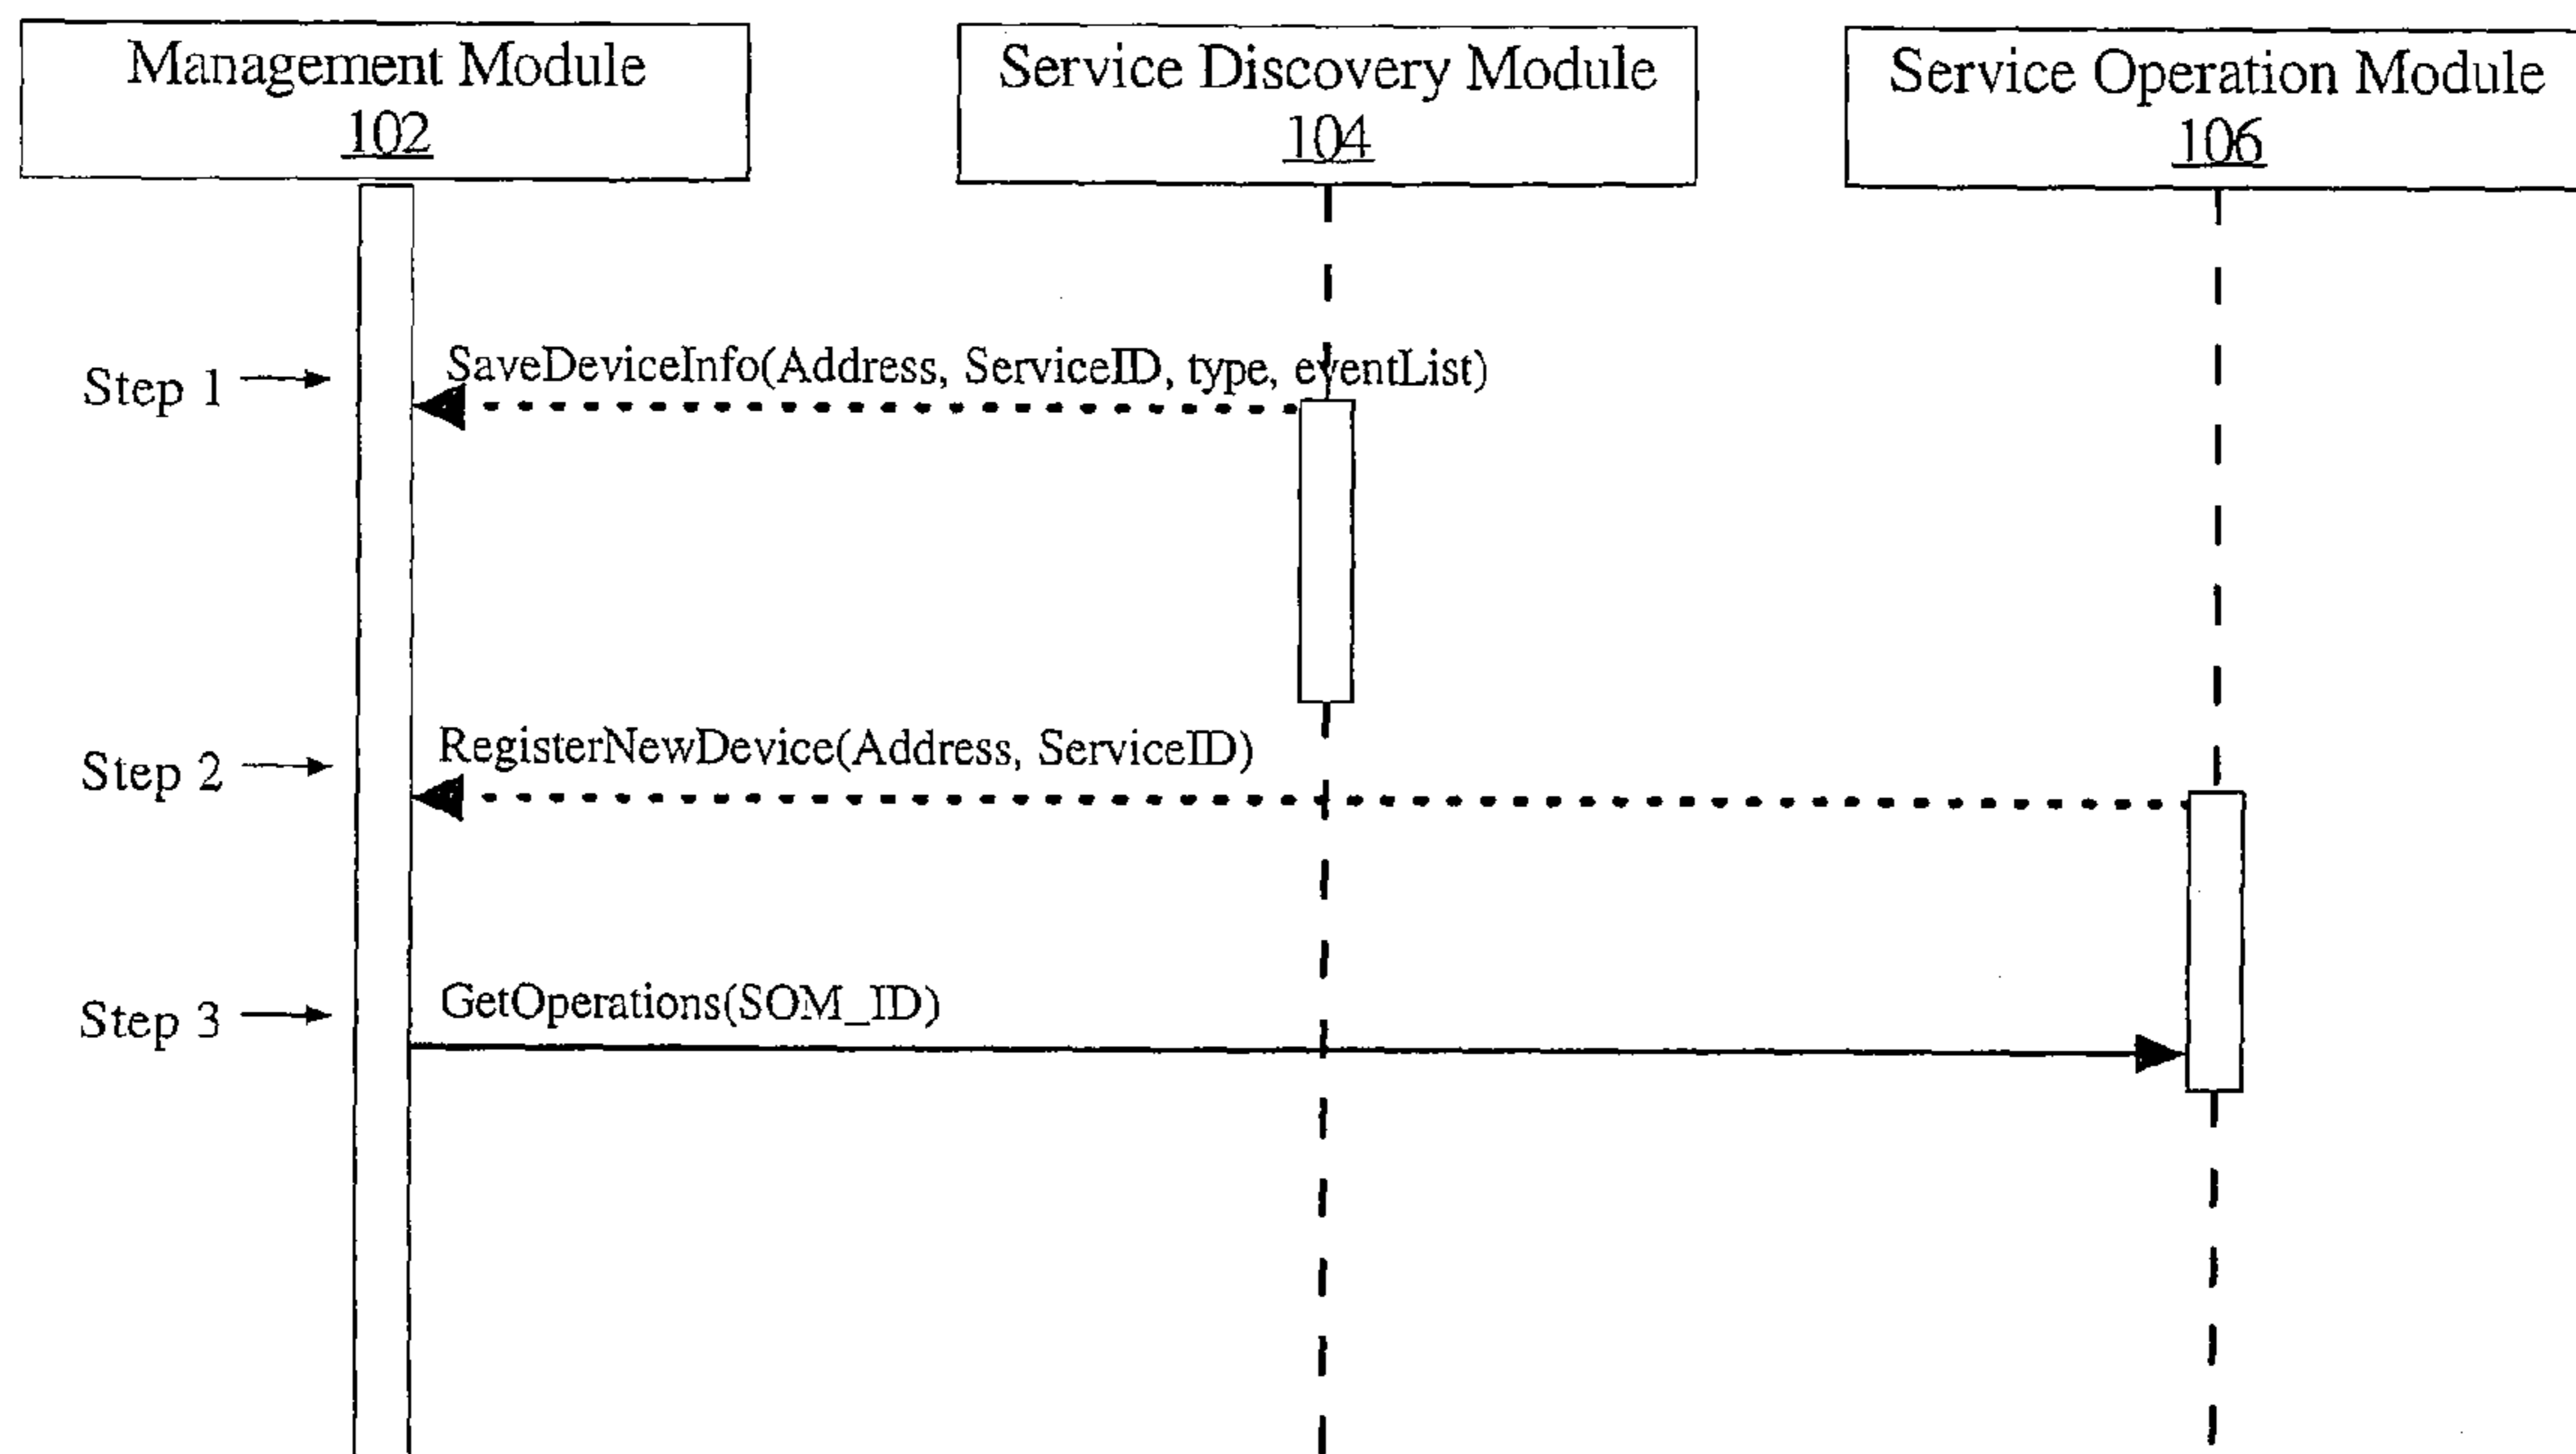 Management Module
102
Service Discovery Module
104
Service Operation Module
106
Step 1
SaveDeviceInfo(Address, ServiceID, type, eventList)
Step 2
RegisterNewDevice(Address, ServiceID)
Step 3
GetOperations(SOM_ID)